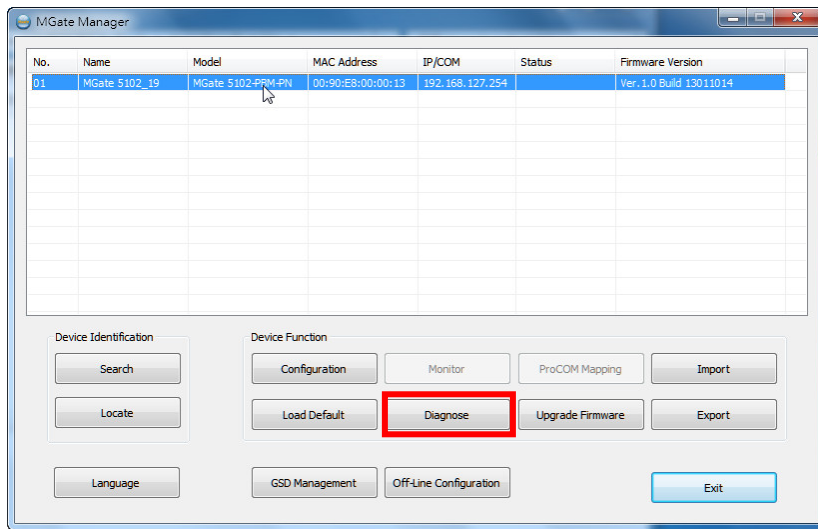 MGate Manager
No. Name Model MAC Address IP/COM Status Firmware Version
01 MGate 5102_19 MGate 5102-PBM-PN 00:90:E8:00:00:13 192.168.127.254 Ver.1.0 Build 13011014
Device Identification Device Function
Search Configuration Monitor ProCOM Mapping Import
Locate Load Default Diagnose Upgrade Firmware Export
Language GSD Management Off-Line Configuration Exit